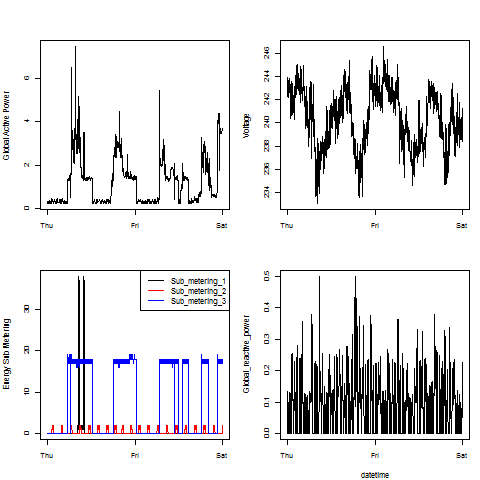 Global Active Power
0 2 4 6
Thu Fri Sat
Voltage
234 238 240 242 246
Thu Fri Sat
Energy Sub Metering
0 10 20 30
Sub_metering_1
Sub_metering_2
Sub_metering_3
Thu Fri Sat
Global_reactive_power
0.0 0.1 0.2 0.3 0.4 0.5
Thu Fri Sat
datetime